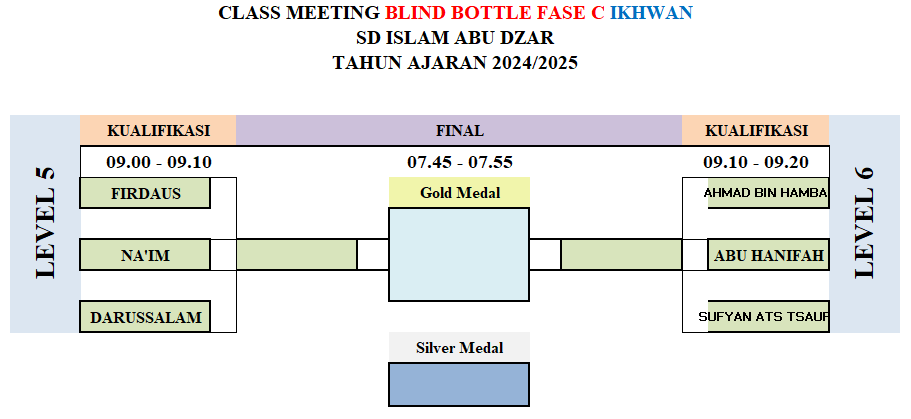 CLASS MEETING BLIND BOTTLE FASE C IKHWAN
SD ISLAM ABU DZAR
TAHUN AJARAN 2024/2025
LEVEL 5
KUALIFIKASI
FINAL
KUALIFIKASI
LEVEL 6
09.00 - 09.10
07.45 - 07.55
09.10 - 09.20
FIRDAUS
Gold Medal
AHMAD BIN HAMBA
NA'IM
ABU HANIFAH
DARUSSALAM
SUFYAN ATS TSAUR
Silver Medal